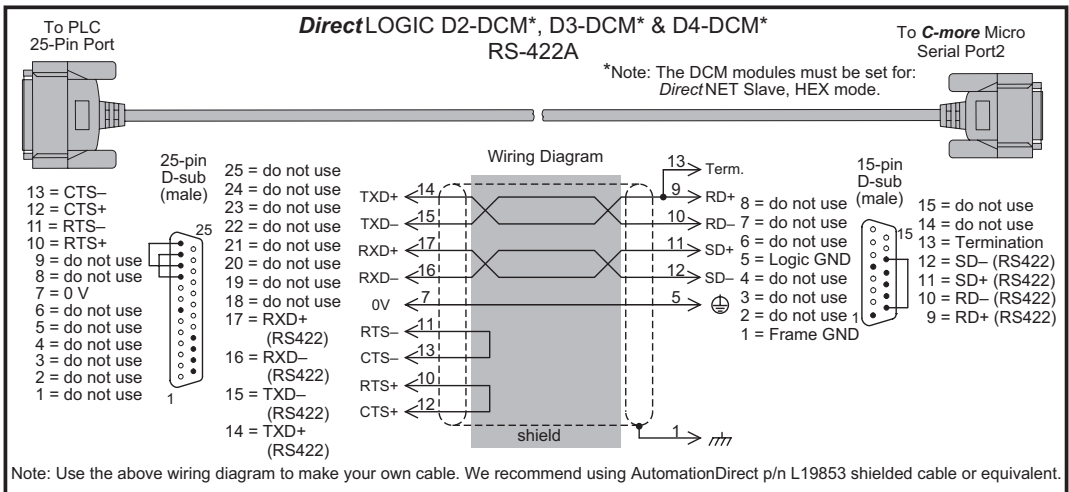 To PLC
25-Pin Port
DirectLOGIC D2-DCM*, D3-DCM* & D4-DCM*
RS-422A
To C-more Micro
Serial Port2
*Note: The DCM modules must be set for:
DirectNET Slave, HEX mode.
25-pin
D-sub
(male)
13 = CTS–
12 = CTS+
11 = RTS–
10 = RTS+
9 = do not use
8 = do not use
7 = 0 V
6 = do not use
5 = do not use
4 = do not use
3 = do not use
2 = do not use
1 = do not use
25
1
25 = do not use
24 = do not use
23 = do not use
22 = do not use
21 = do not use
20 = do not use
19 = do not use
18 = do not use
17 = RXD+
(RS422)
16 = RXD–
(RS422)
15 = TXD–
(RS422)
14 = TXD+
(RS422)
Wiring Diagram
13 Term.
TXD+ 14 9 RD+
TXD– 15 10 RD–
RXD+ 17 11 SD+
RXD– 16 12 SD–
0V 7 5
RTS– 11
CTS– 13
RTS+ 10
CTS+ 12
shield
1
8 = do not use
7 = do not use
6 = do not use
5 = Logic GND
4 = do not use
3 = do not use
2 = do not use
1 = Frame GND
15-pin
D-sub
(male)
15
1
15 = do not use
14 = do not use
13 = Termination
12 = SD– (RS422)
11 = SD+ (RS422)
10 = RD– (RS422)
9 = RD+ (RS422)
Note: Use the above wiring diagram to make your own cable. We recommend using AutomationDirect p/n L19853 shielded cable or equivalent.